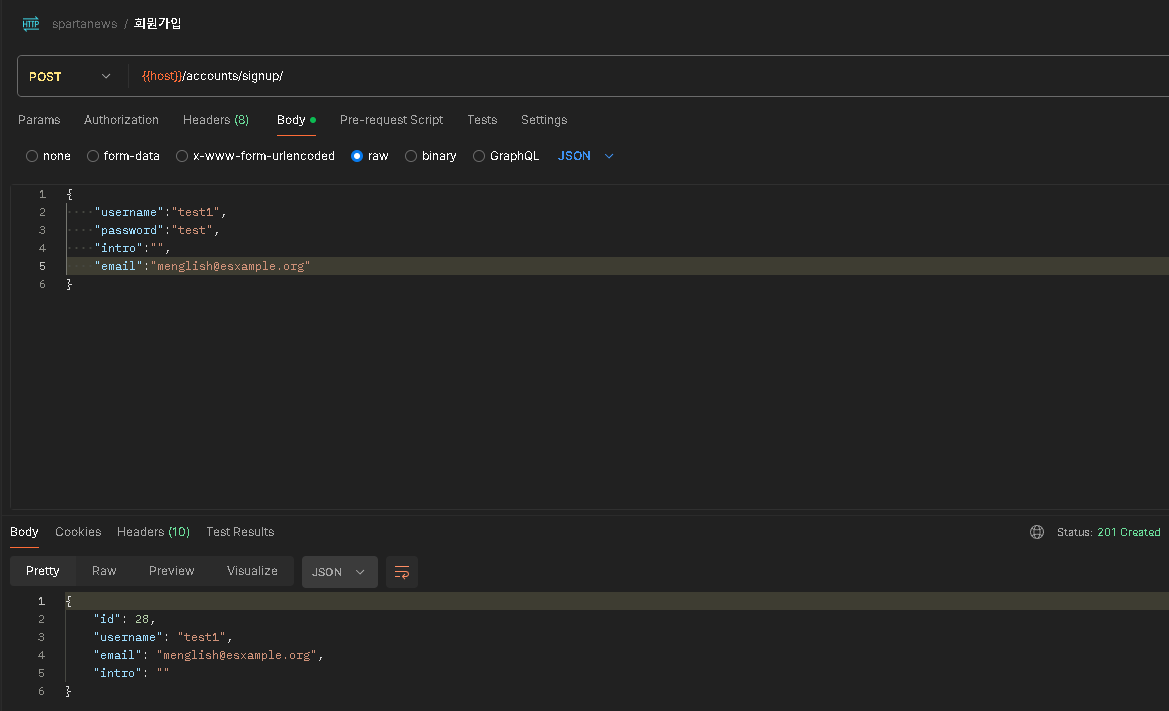 HTTP spartanews / 회원가입
POST {{host}}/accounts/signup/
Params Authorization Headers (8) Body Pre-request Script Tests Settings
none form-data x-www-form-urlencoded raw binary GraphQL JSON
1 {
2 ····"username":"test1",
3 ····"password":"test",
4 ····"intro":"",
5 ····"email":"menglish@esxample.org"
6 }
Body Cookies Headers (10) Test Results Status: 201 Created
Pretty Raw Preview Visualize JSON
1 {
2 "id": 28,
3 "username": "test1",
4 "email": "menglish@esxample.org",
5 "intro": ""
6 }